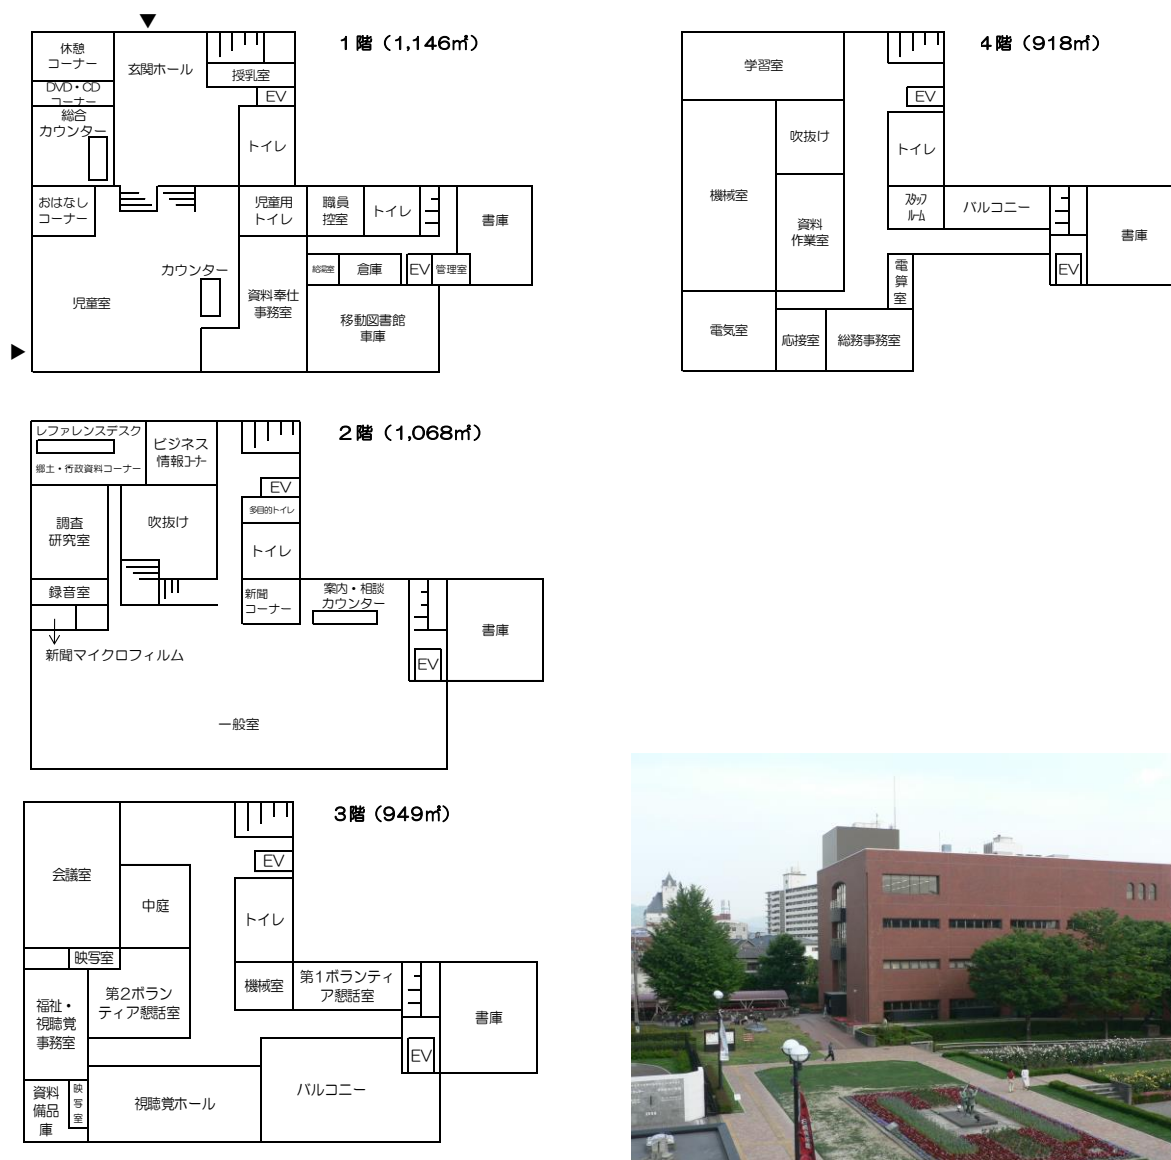 1階（1,146㎡）
休憩
コーナー
玄関ホール
授乳室
DVD・CD
コーナー
EV
総合
カウンター
トイレ
おはなし
コーナー
児童用
トイレ
職員
控室
トイレ
書庫
カウンター
給湯室
倉庫
EV
管理室
児童室
資料奉仕
事務室
移動図書館
車庫
2階（1,068㎡）
レファレンスデスク
郷土・行政資料コーナー
ビジネス
情報コーナー
EV
多目的トイレ
調査
研究室
吹抜け
トイレ
録音室
新聞
コーナー
案内・相談
カウンター
書庫
新聞マイクロフィルム
EV
一般室
3階（949㎡）
会議室
EV
中庭
トイレ
映写室
機械室
第1ボランティ
ア懇話室
第2ボラン
ティア懇話室
福祉・
視聴覚
事務室
書庫
EV
資料
備品
庫
映
写
室
視聴覚ホール
バルコニー
4階（918㎡）
学習室
EV
吹抜け
トイレ
機械室
スタッフ
ルーム
バルコニー
資料
作業室
書庫
電
算
室
EV
電気室
応接室
総務事務室